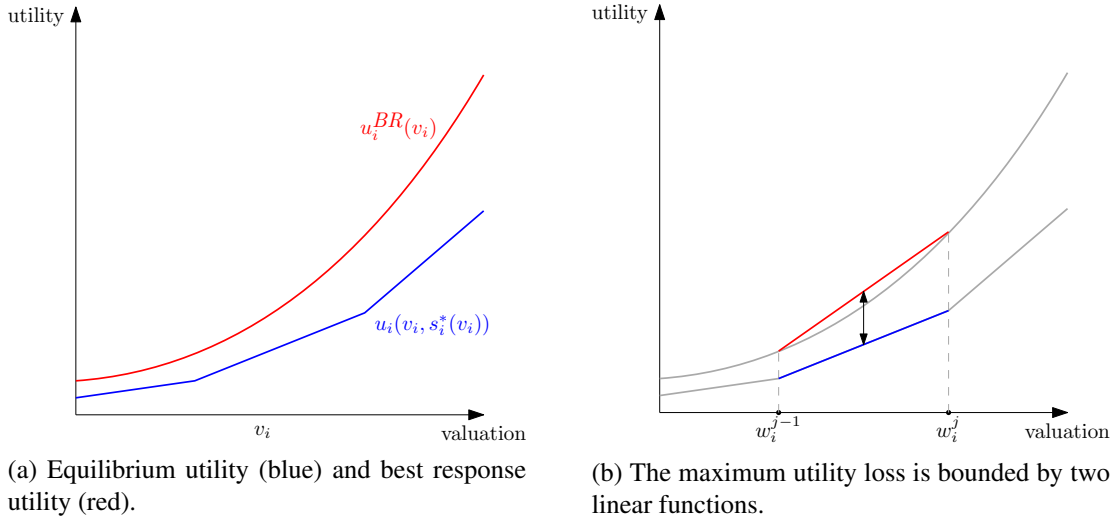 utility
u_i^{BR}(v_i)
u_i(v_i, s_i^*(v_i))
v_i
valuation
(a) Equilibrium utility (blue) and best response
utility (red).
utility
w_i^{j-1}
w_i^j
valuation
(b) The maximum utility loss is bounded by two
linear functions.